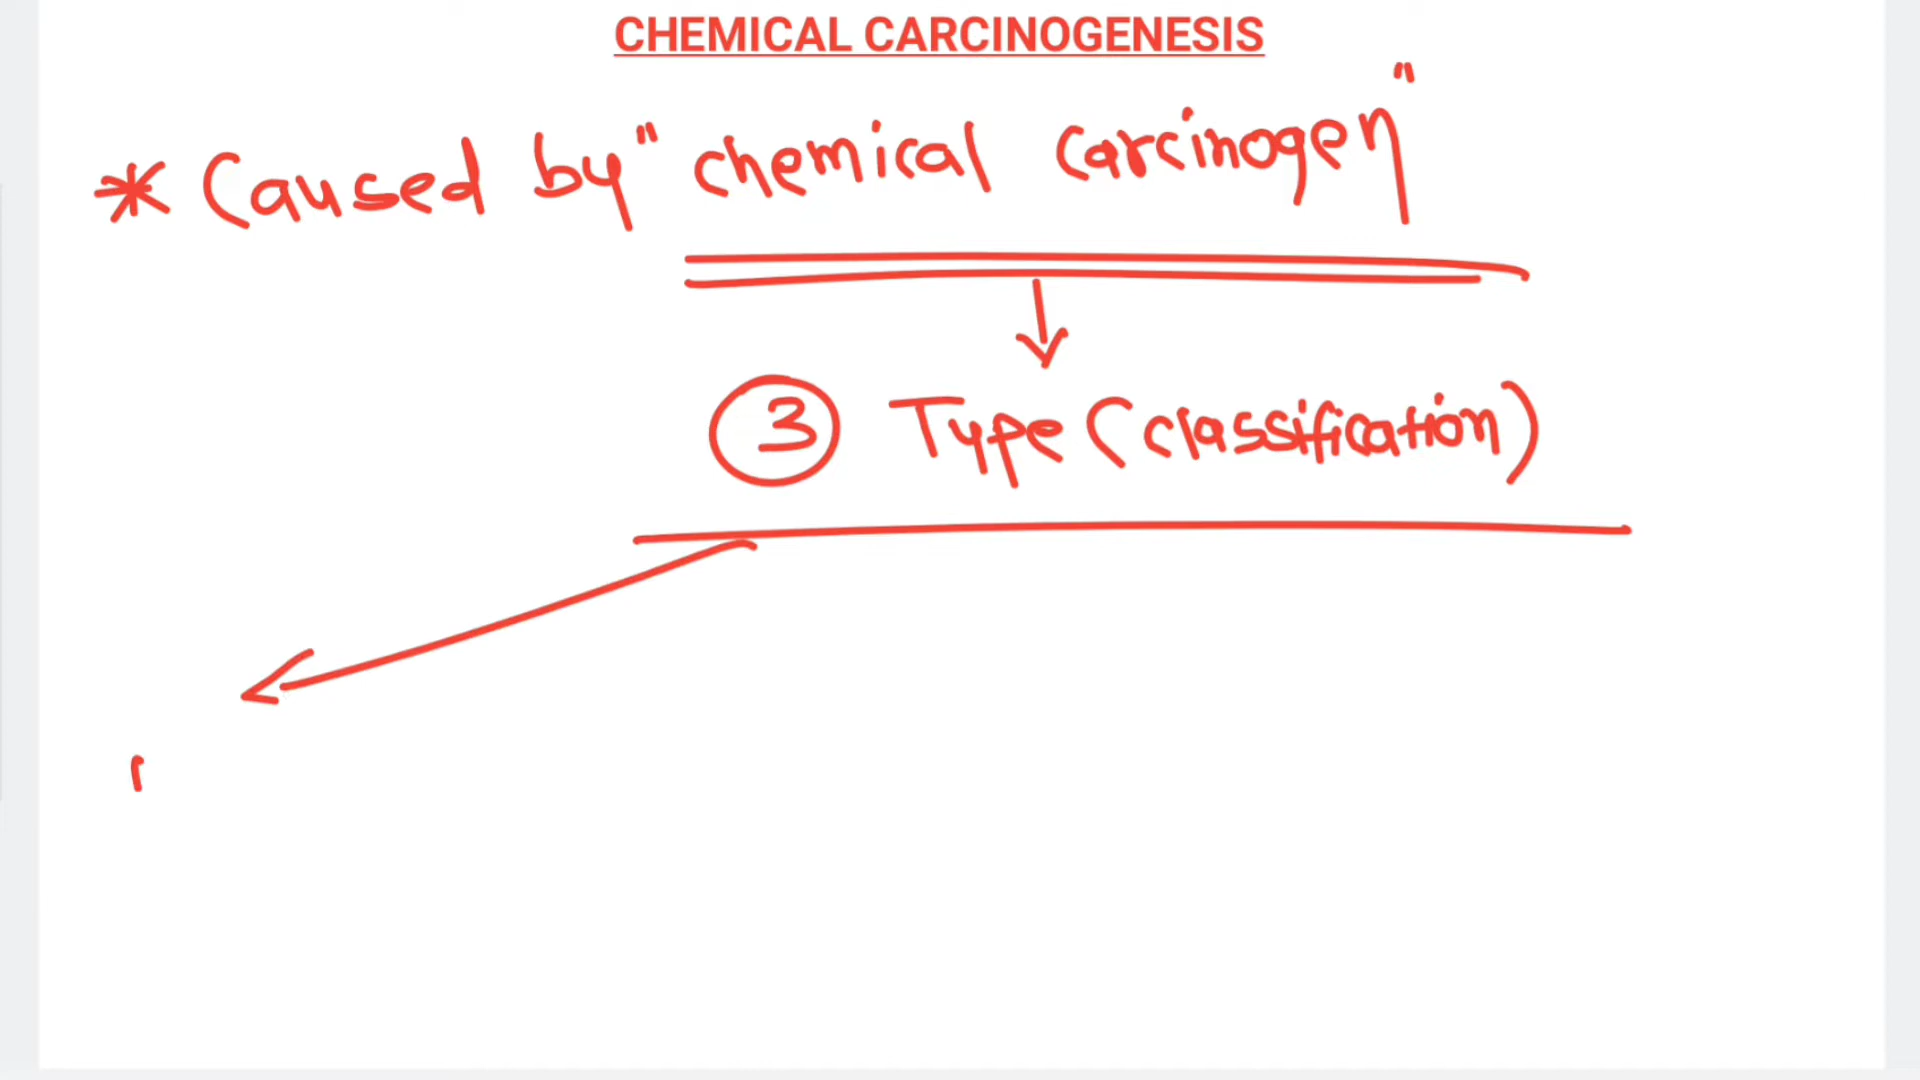 CHEMICAL CARCINOGENESIS
* Caused by "chemical carcinogen"
3 Type (classification)